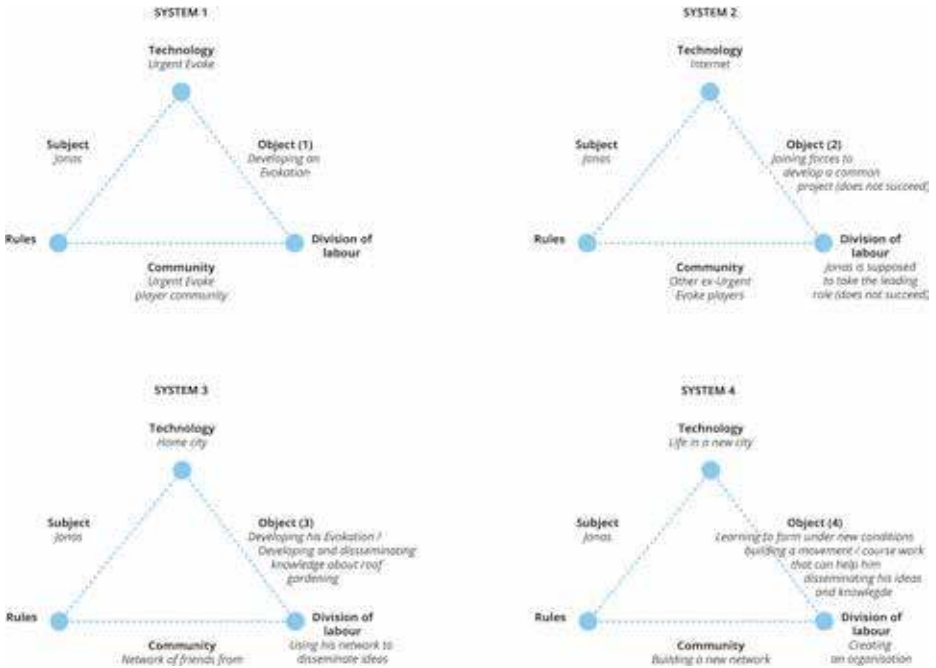 SYSTEM 1
Technology
Urgent Evoke
Subject
Jonas
Object (1)
Developing an
Evokation
Rules
Division of
labour
Community
Urgent Evoke
player community
SYSTEM 2
Technology
Internet
Subject
Jonas
Object (2)
Joining forces to
develop a common
project (does not succeed)
Rules
Division of
labour
Jonas is supposed
to take the leading
role (does not succeed)
Community
Other ex-Urgent
Evoke players
SYSTEM 3
Technology
Home city
Subject
Jonas
Object (3)
Developing his Evokation /
Developing and disseminating
knowledge about roof
gardening
Rules
Division of
labour
Using his network to
disseminate ideas
Community
Network of friends from
SYSTEM 4
Technology
Life in a new city
Subject
Jonas
Object (4)
Learning to farm under new conditions
building a movement / course work
that can help him
disseminating his ideas
and knowlegde
Rules
Division of
labour
Creating
an organisation
Community
Building a new network